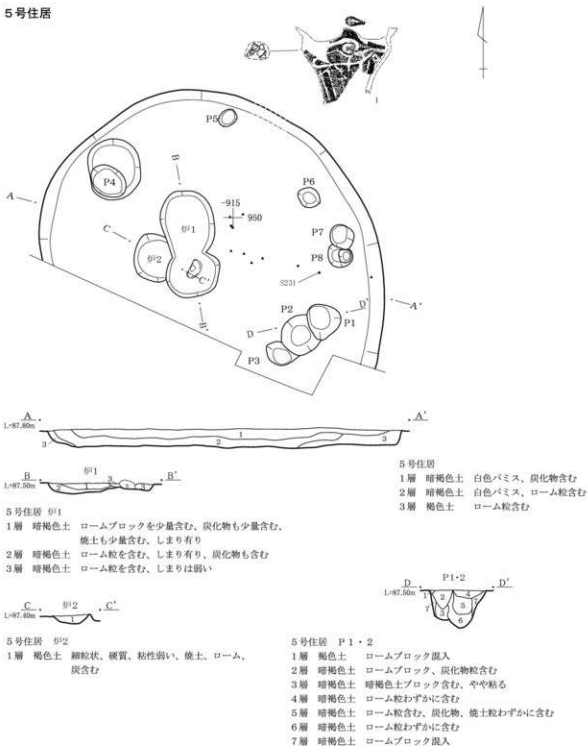 5号住居
1
P5
B
P4
A
P6
-915
950
炉1
C
P7
炉2
P8
C'
S231
P2
D'
A'
B'
D
P1
P3
A A'
L=87.80m
1
3 2 3
炉1
B 3 B'
L=87.50m
2 1 3
5号住居 炉1
1層 暗褐色土 ロームブロックを少量含む、炭化物も少量含む、
焼土も少量含む、しまり有り
2層 暗褐色土 ローム粒を含む、しまり有り、炭化物も含む
3層 暗褐色土 ローム粒を含む、しまりは弱い
5号住居
1層 暗褐色土 白色パミス、炭化物含む
2層 暗褐色土 白色パミス、ローム粒含む
3層 褐色土 ローム粒含む
C 炉2 C'
L=87.40m
1
5号住居 炉2
1層 褐色土 細粒状、硬質、粘性弱い、焼土、ローム、
炭含む
D P1・2 D'
L=87.50m
1 2 4
7 3 5 7
6
5号住居 P1・2
1層 褐色土 ロームブロック混入
2層 暗褐色土 ロームブロック、炭化物粒含む
3層 暗褐色土 暗褐色土ブロック含む、やや粘る
4層 暗褐色土 ローム粒わずかに含む
5層 暗褐色土 ローム粒含む、炭化物、焼土粒わずかに含む
6層 暗褐色土 ローム粒わずかに含む
7層 暗褐色土 ロームブロック混入